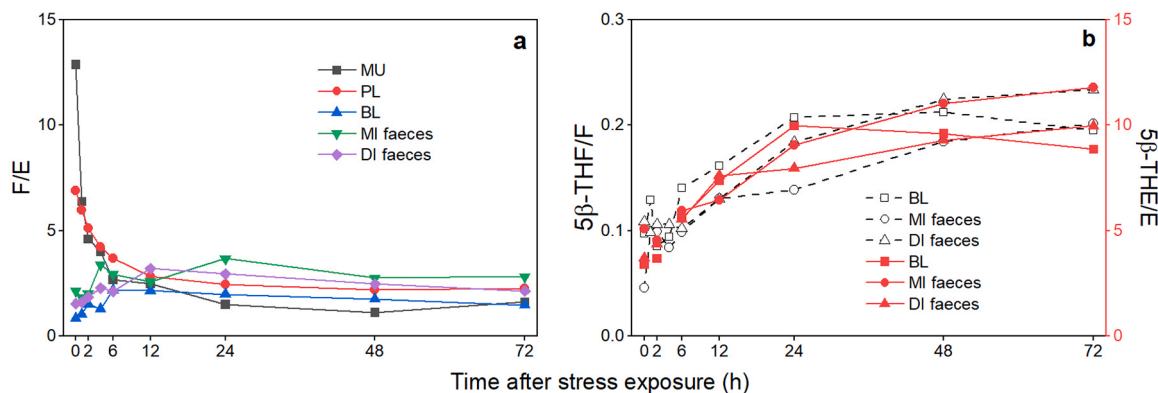 a
15
10
5
0
F/E
MU
PL
BL
MI faeces
DI faeces
0 2 6 12 24 48 72
b
0.3
0.2
0.1
0.0
5β-THF/F
BL
MI faeces
DI faeces
BL
MI faeces
DI faeces
15
10
5
0
5β-THE/E
0 2 6 12 24 48 72
Time after stress exposure (h)